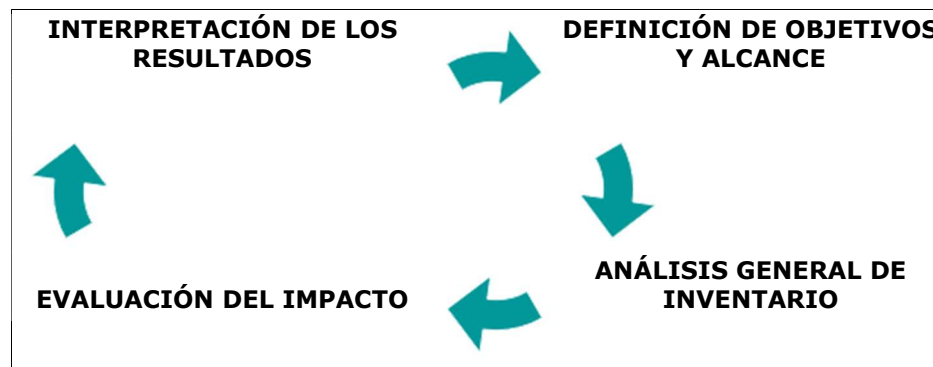 INTERPRETACIÓN DE LOS
RESULTADOS
DEFINICIÓN DE OBJETIVOS
Y ALCANCE
ANÁLISIS GENERAL DE
INVENTARIO
EVALUACIÓN DEL IMPACTO